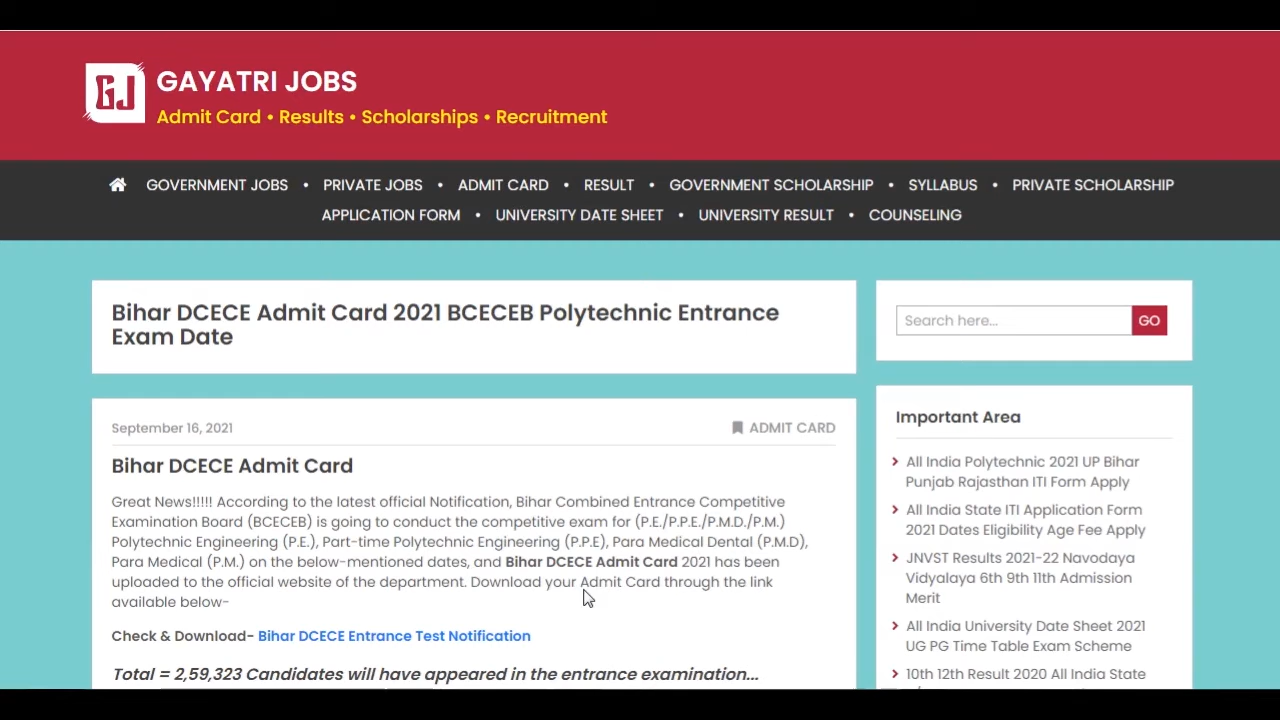 GJ
GAYATRI JOBS
Admit Card • Results • Scholarships • Recruitment
GOVERNMENT JOBS • PRIVATE JOBS • ADMIT CARD • RESULT • GOVERNMENT SCHOLARSHIP • SYLLABUS • PRIVATE SCHOLARSHIP
APPLICATION FORM • UNIVERSITY DATE SHEET • UNIVERSITY RESULT • COUNSELING
Bihar DCECE Admit Card 2021 BCECEB Polytechnic Entrance
Exam Date
September 16, 2021
ADMIT CARD
Bihar DCECE Admit Card
Great News!!!!! According to the latest official Notification, Bihar Combined Entrance Competitive
Examination Board (BCECEB) is going to conduct the competitive exam for (P.E./P.P.E./P.M.D./P.M.)
Polytechnic Engineering (P.E.), Part-time Polytechnic Engineering (P.P.E), Para Medical Dental (P.M.D),
Para Medical (P.M.) on the below-mentioned dates, and Bihar DCECE Admit Card 2021 has been
uploaded to the official website of the department. Download your Admit Card through the link
available below-
Check & Download- Bihar DCECE Entrance Test Notification
Total = 2,59,323 Candidates will have appeared in the entrance examination...
Search here...
GO
Important Area
All India Polytechnic 2021 UP Bihar
Punjab Rajasthan ITI Form Apply
All India State ITI Application Form
2021 Dates Eligibility Age Fee Apply
JNVST Results 2021-22 Navodaya
Vidyalaya 6th 9th 11th Admission
Merit
All India University Date Sheet 2021
UG PG Time Table Exam Scheme
10th 12th Result 2020 All India State